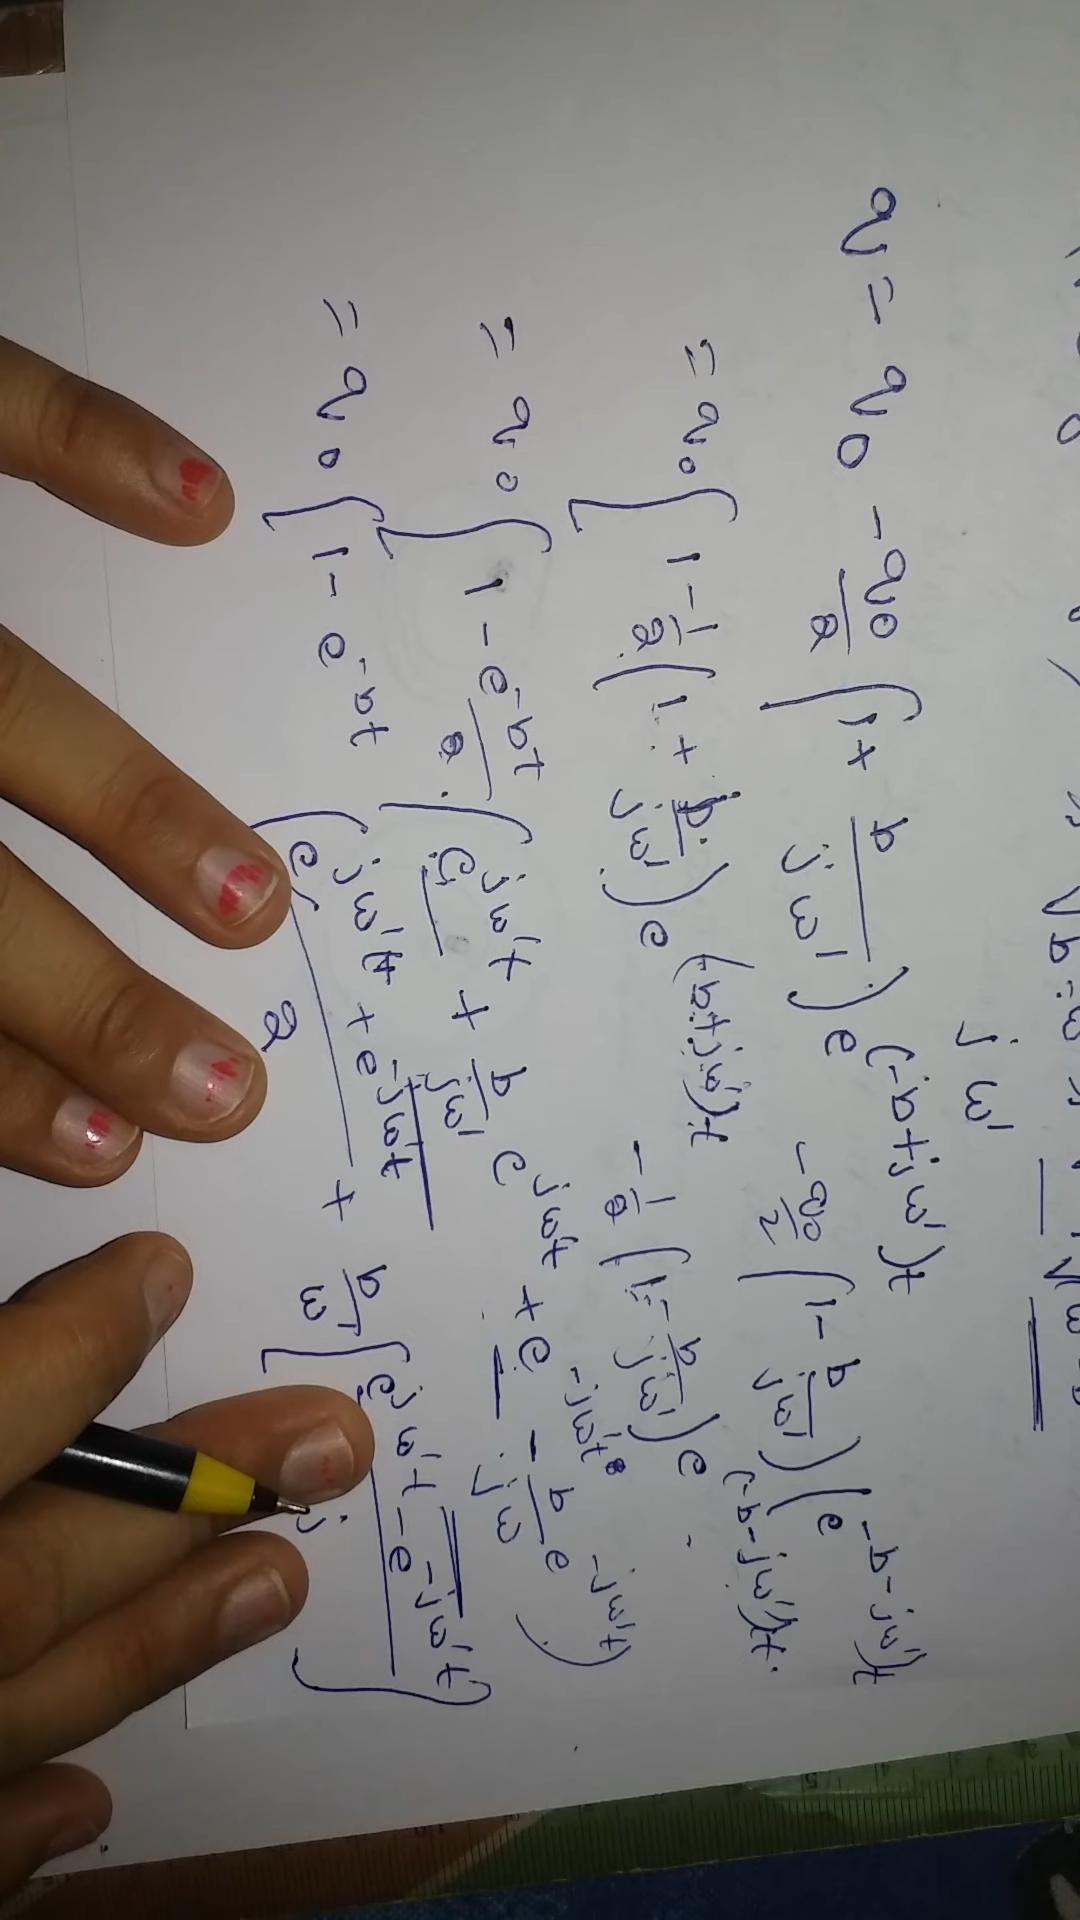 jω'
q = q0 - q0/2 (1 + b/jω') e^(-b+jω')t - q0/2 (1 - b/jω') (e^-b-jω')t
= q0 [1 - 1/2 (1 + b/jω') e^(-b+jω')t - 1/2 (1 - b/jω') e^(-b-jω')t.
= q0 [1 - e^-bt/2 (e^jω't + b/jω' e^jω't + e^-jω't - b/jω e^-jω't)
= q0 [1 - e^-bt (e^jω't + e^-jω't/2 + b/ω' [e^jω't - e^-jω't/j]